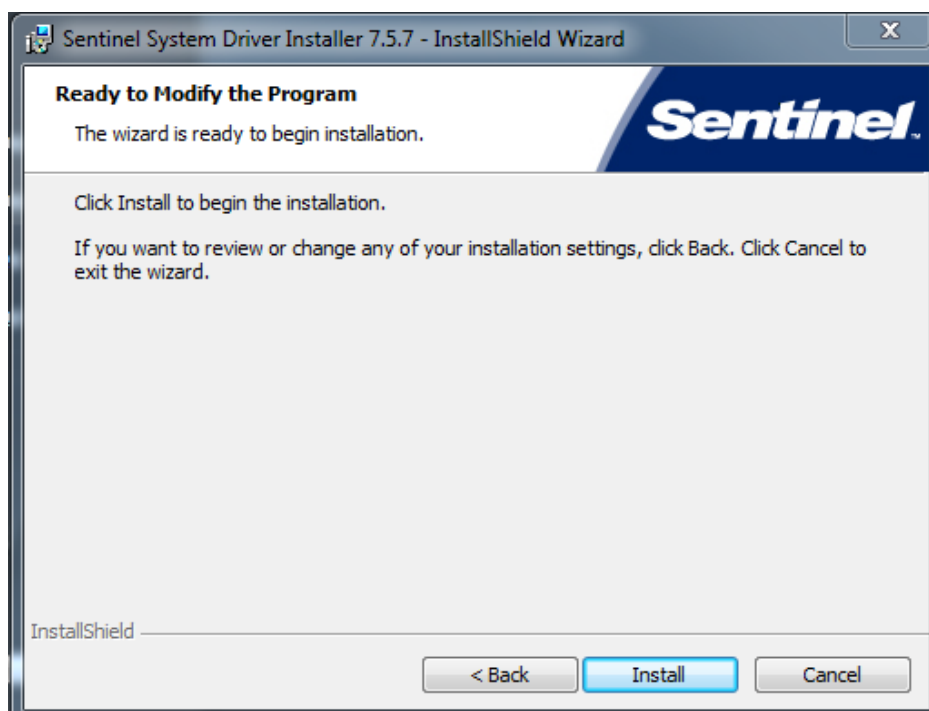 Sentinel System Driver Installer 7.5.7 - InstallShield Wizard
Ready to Modify the Program
The wizard is ready to begin installation.
Sentinel™
Click Install to begin the installation.
If you want to review or change any of your installation settings, click Back. Click Cancel to
exit the wizard.
InstallShield
< Back
Install
Cancel